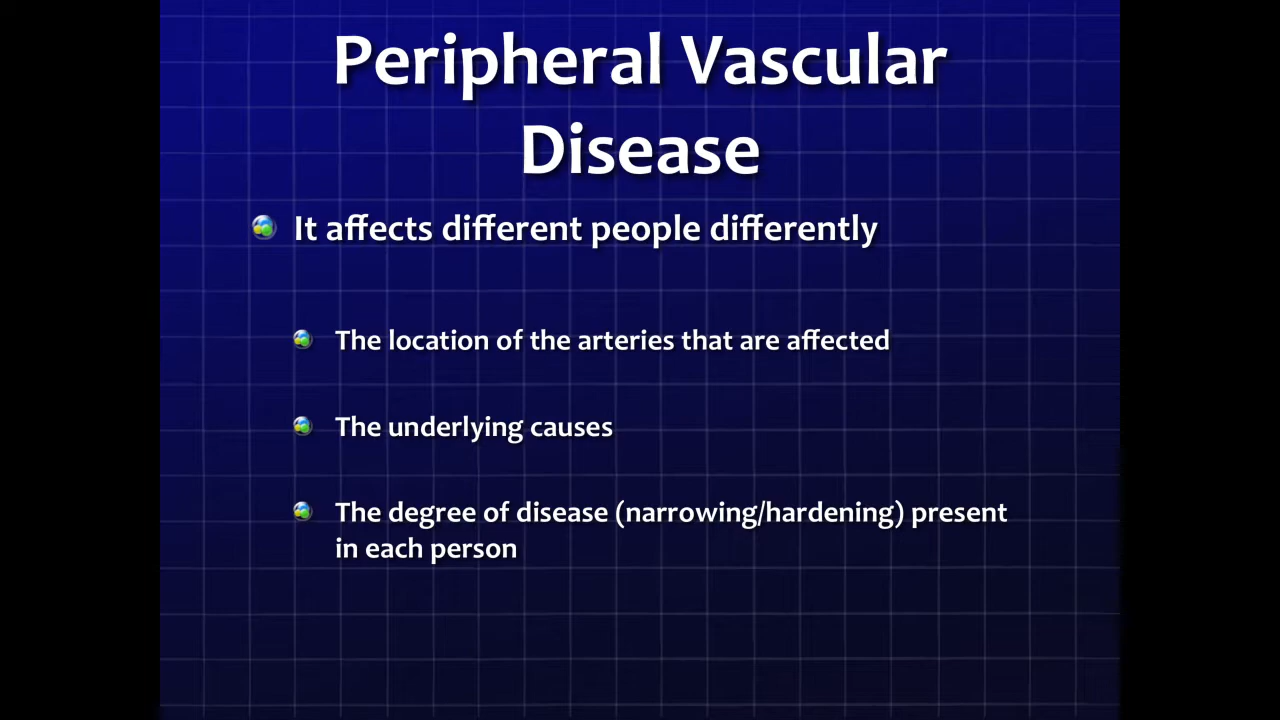 Peripheral Vascular
Disease
It affects different people differently
The location of the arteries that are affected
The underlying causes
The degree of disease (narrowing/hardening) present
in each person